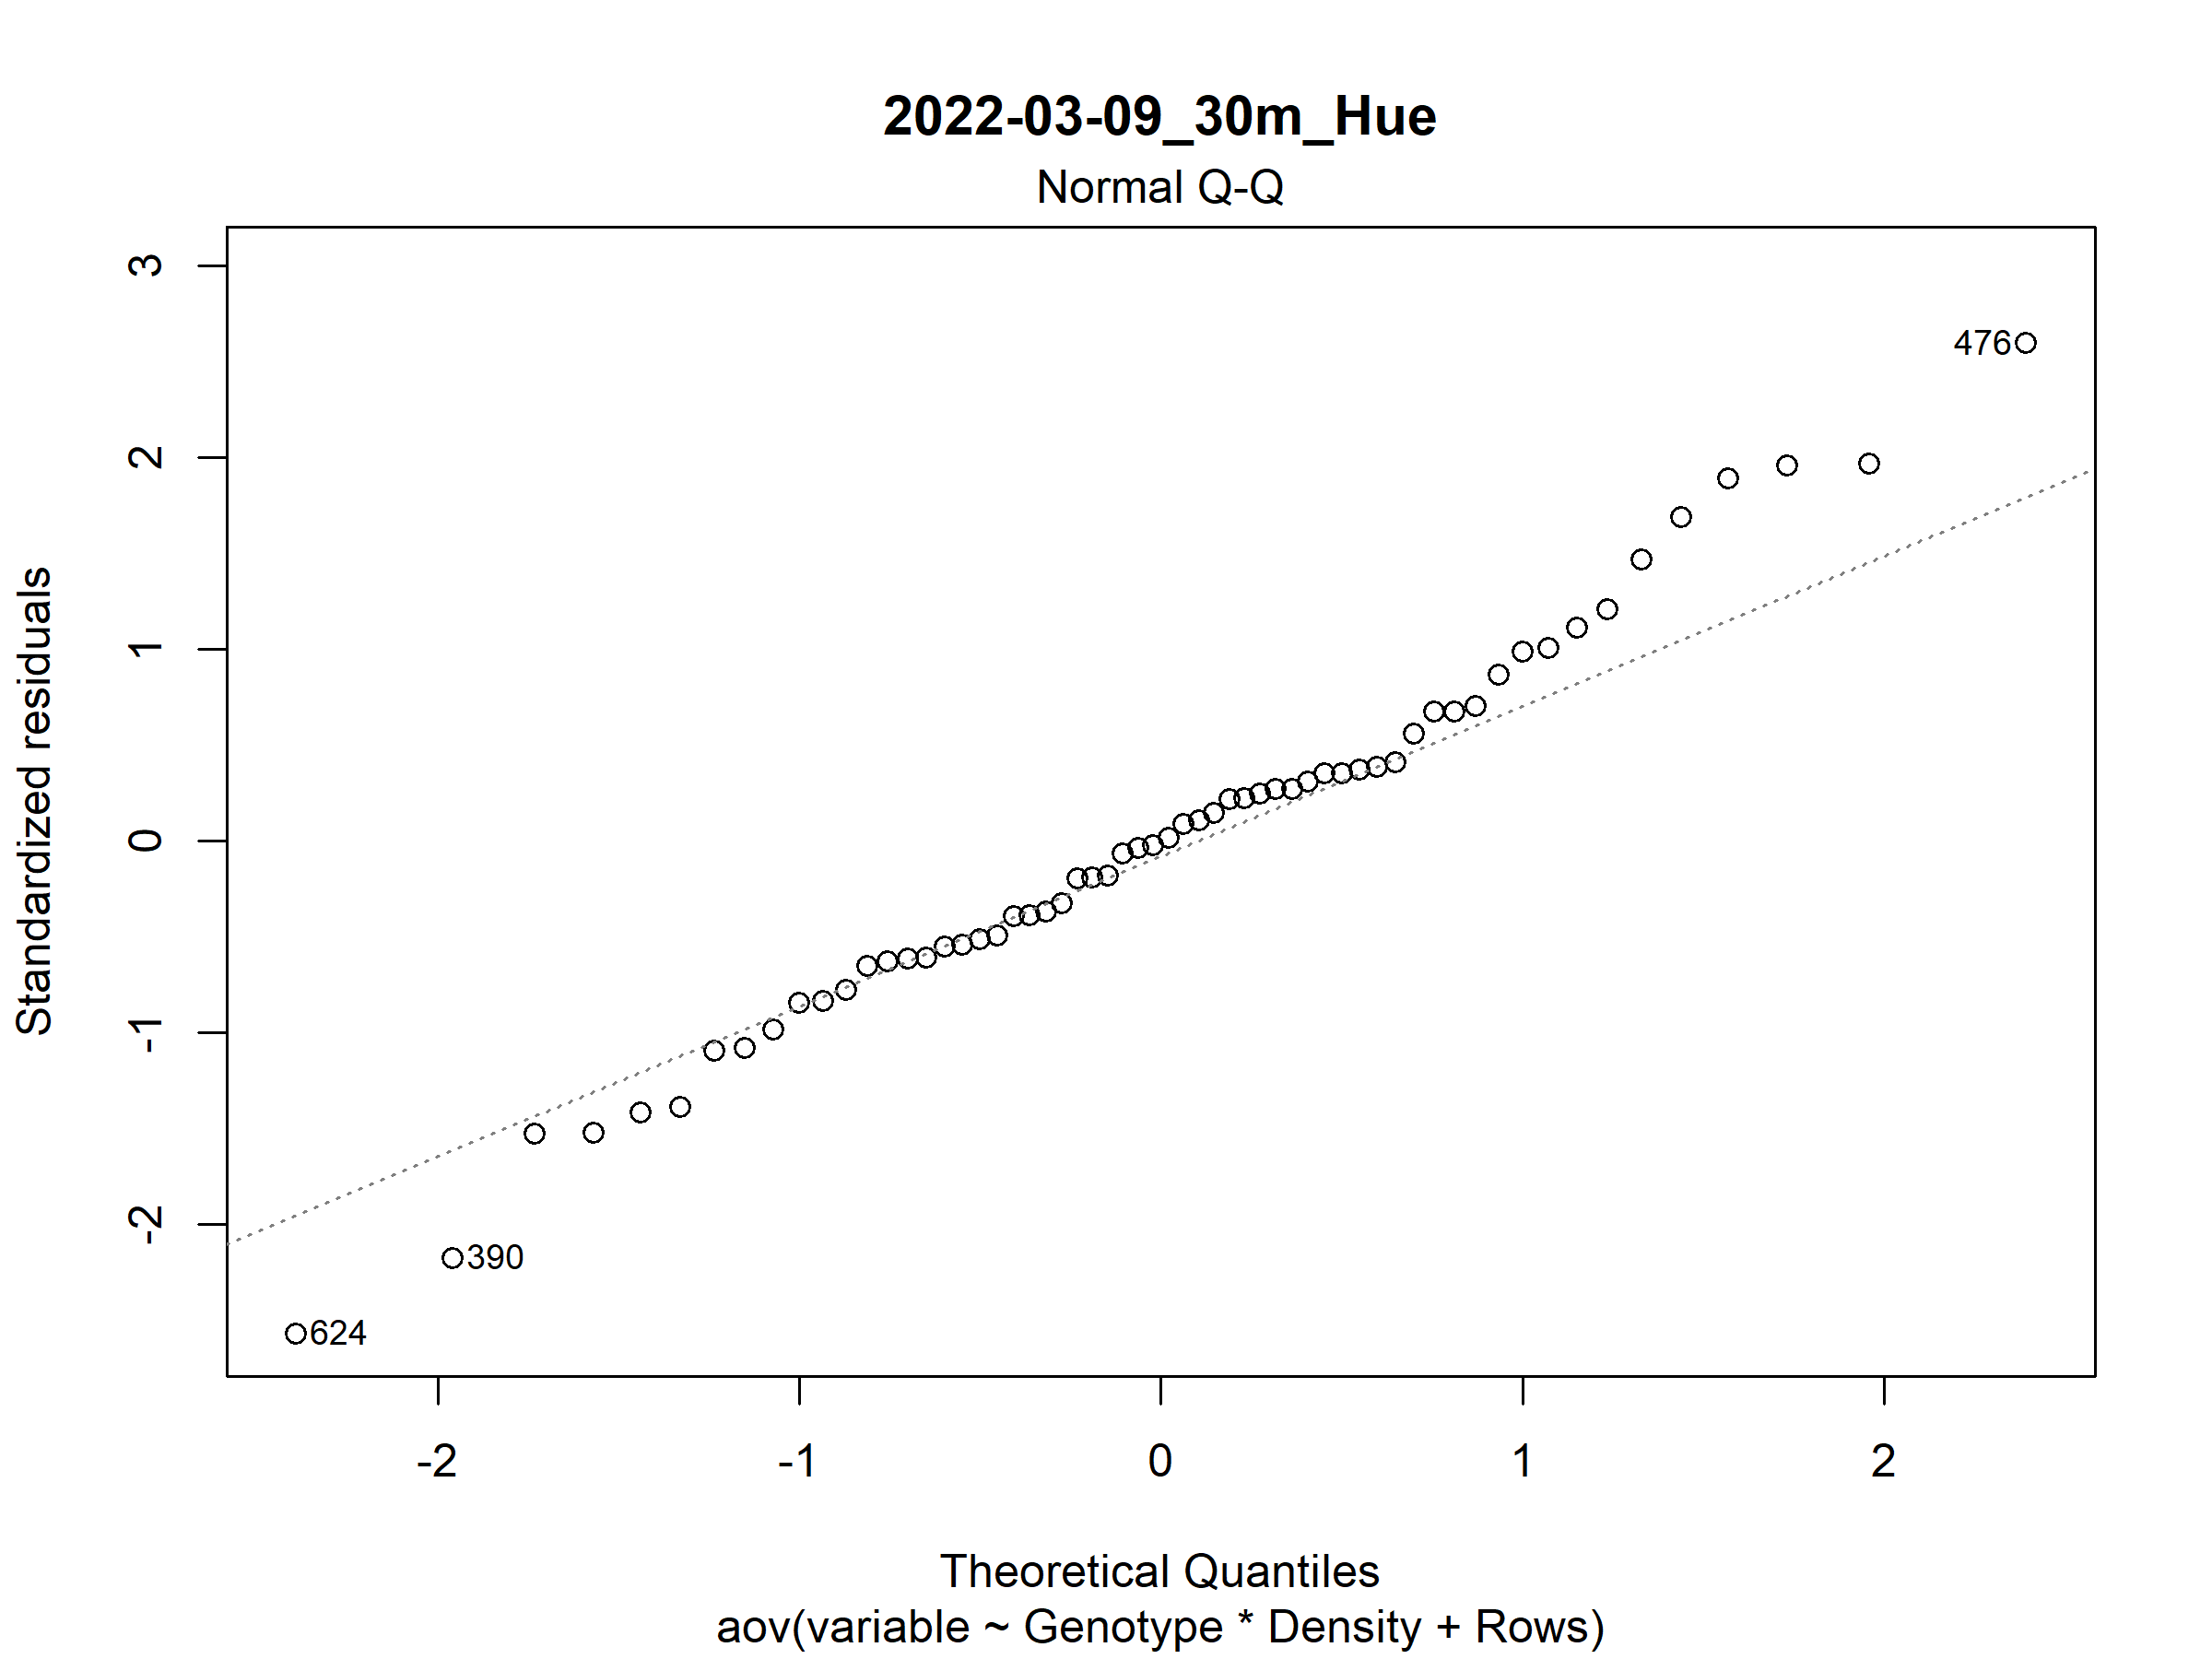 2022-03-09_30m_Hue
Normal Q-Q
3
2
1
0
-1
-2
Standardized residuals
476
390
624
-2
-1
0
1
2
Theoretical Quantiles
aov(variable ~ Genotype * Density + Rows)